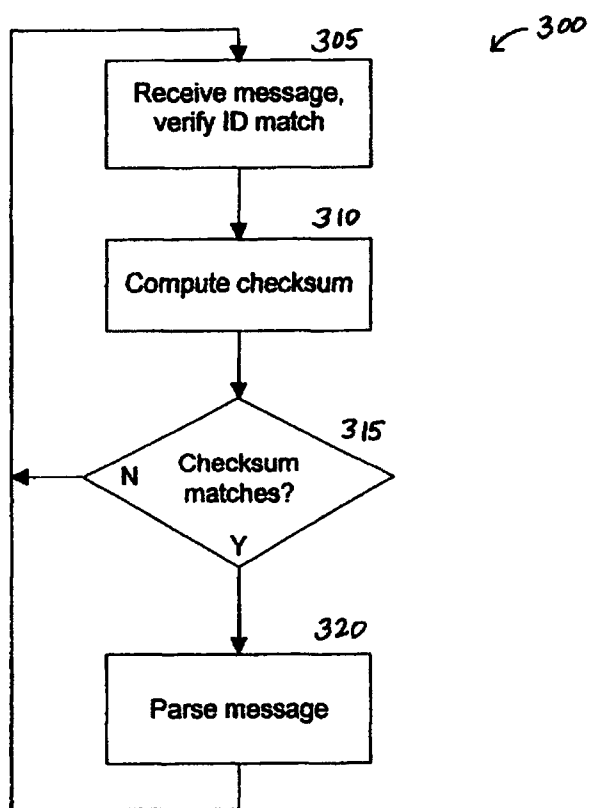 300
305
Receive message,
verify ID match
310
Compute checksum
315
Checksum
matches?
N
Y
320
Parse message